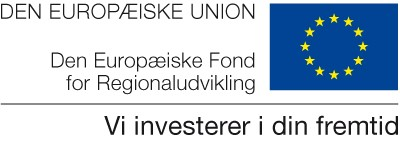 DEN EUROPÆISKE UNION
Den Europæiske Fond
for Regionaludvikling
Vi investerer i din fremtid